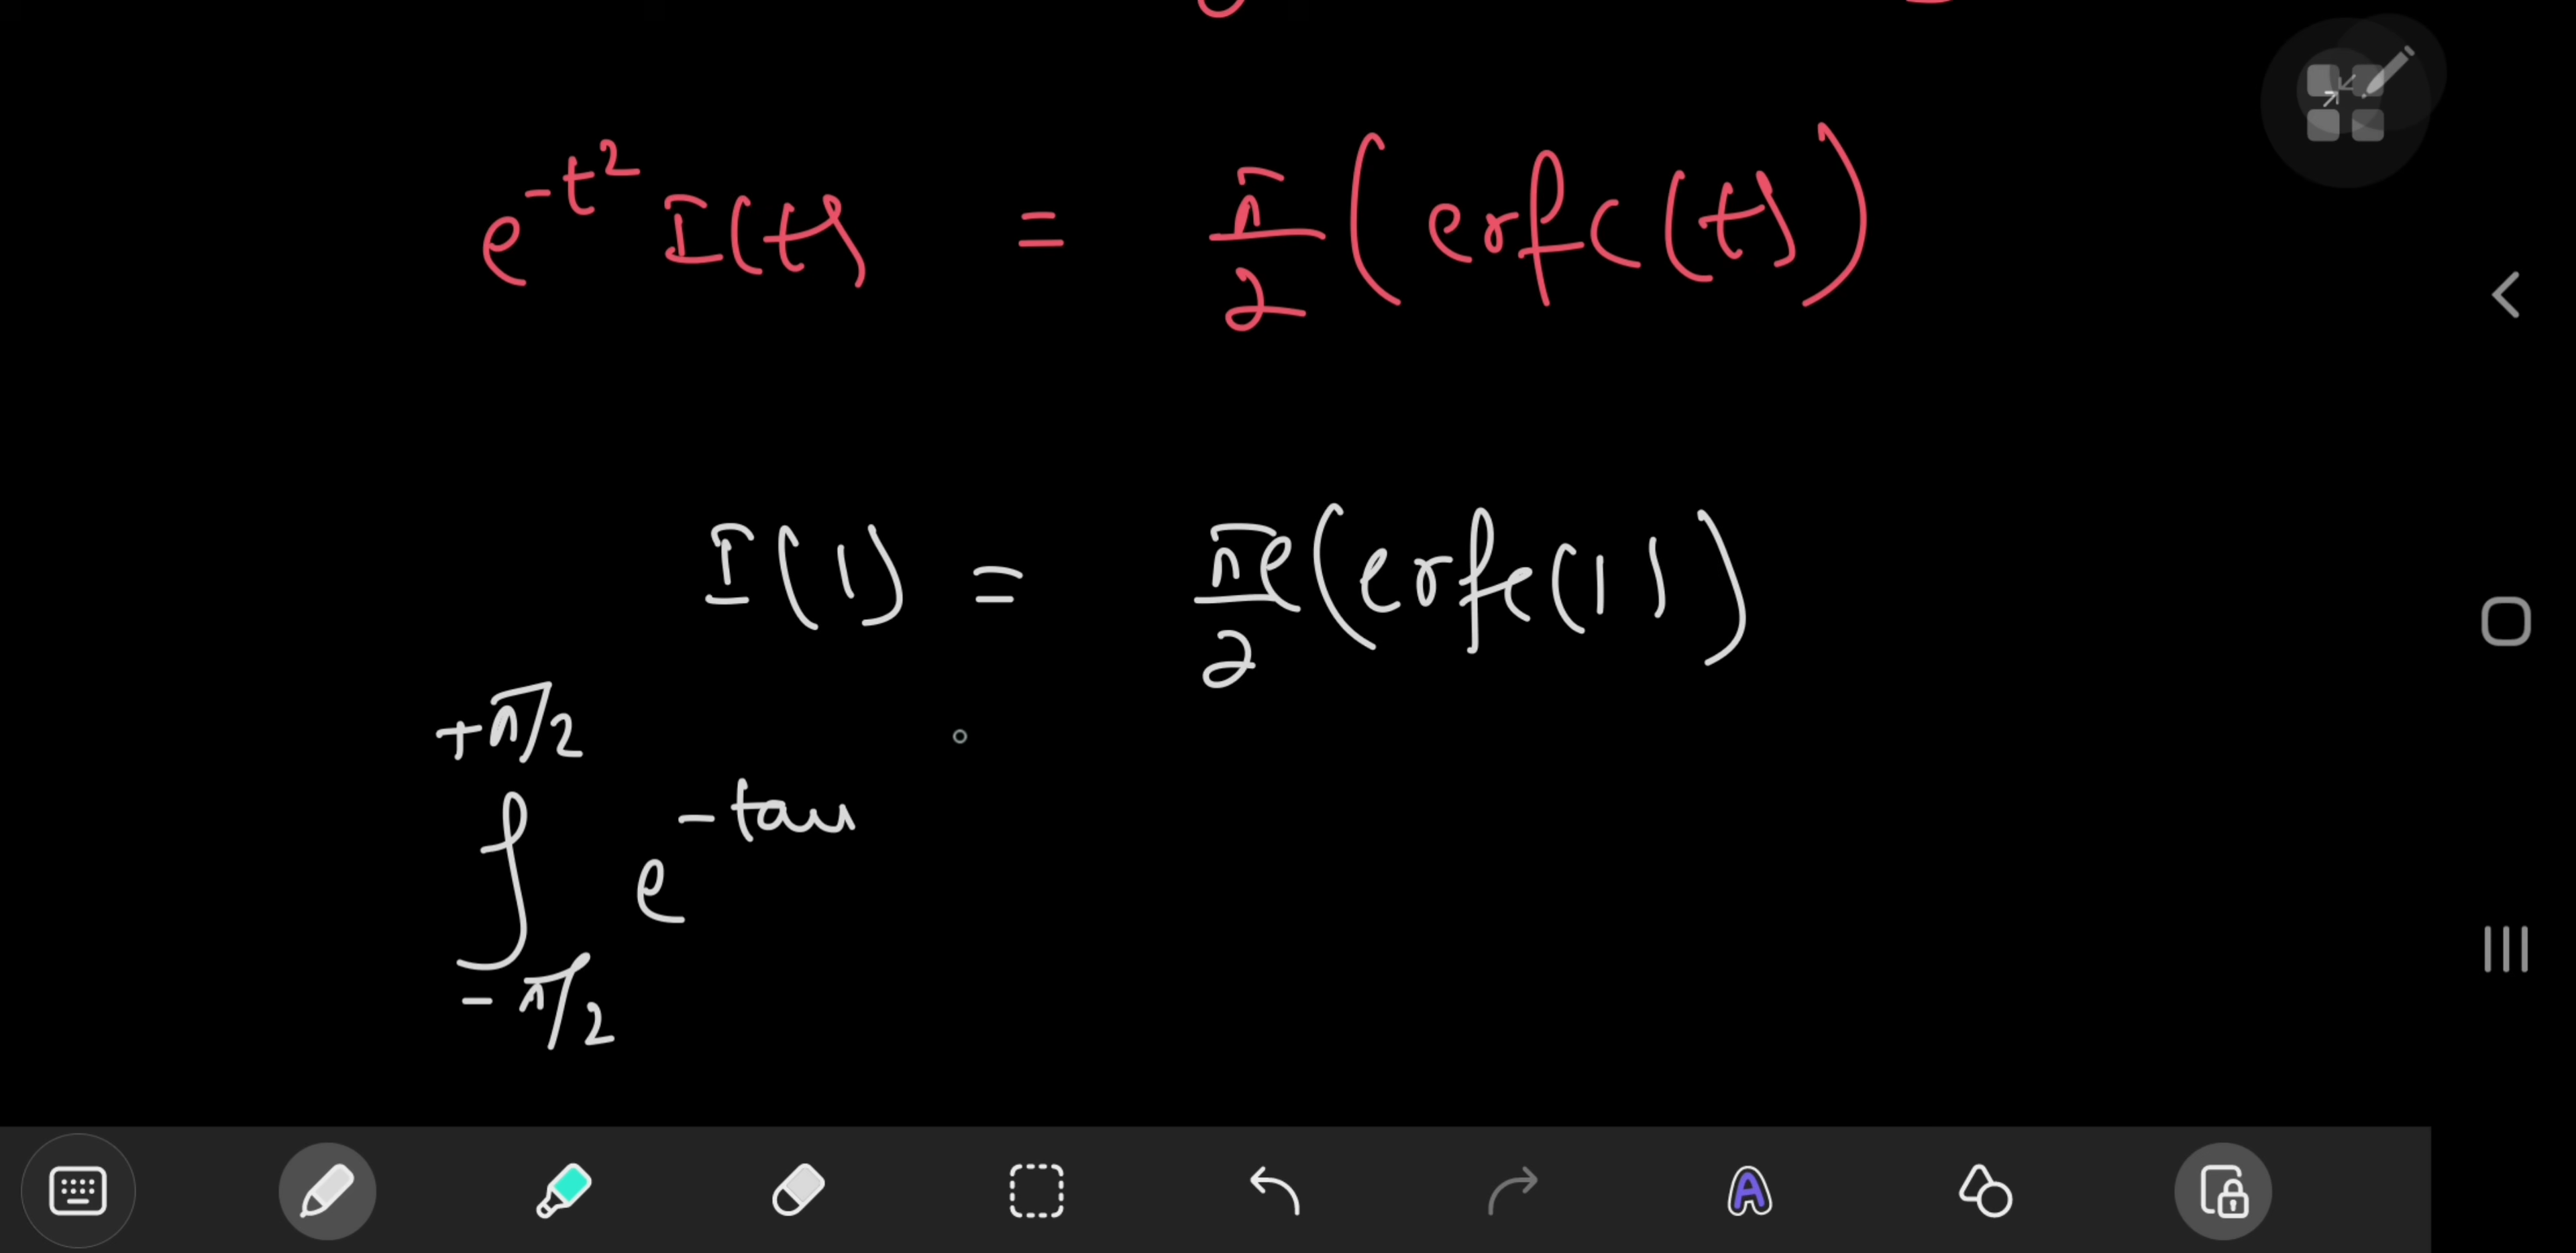 e^{-t^2} I(t) = π/2 (erfc(t))
I(1) = πe/2 (erfc(1))
∫_{-π/2}^{+π/2} e^{-tan
A